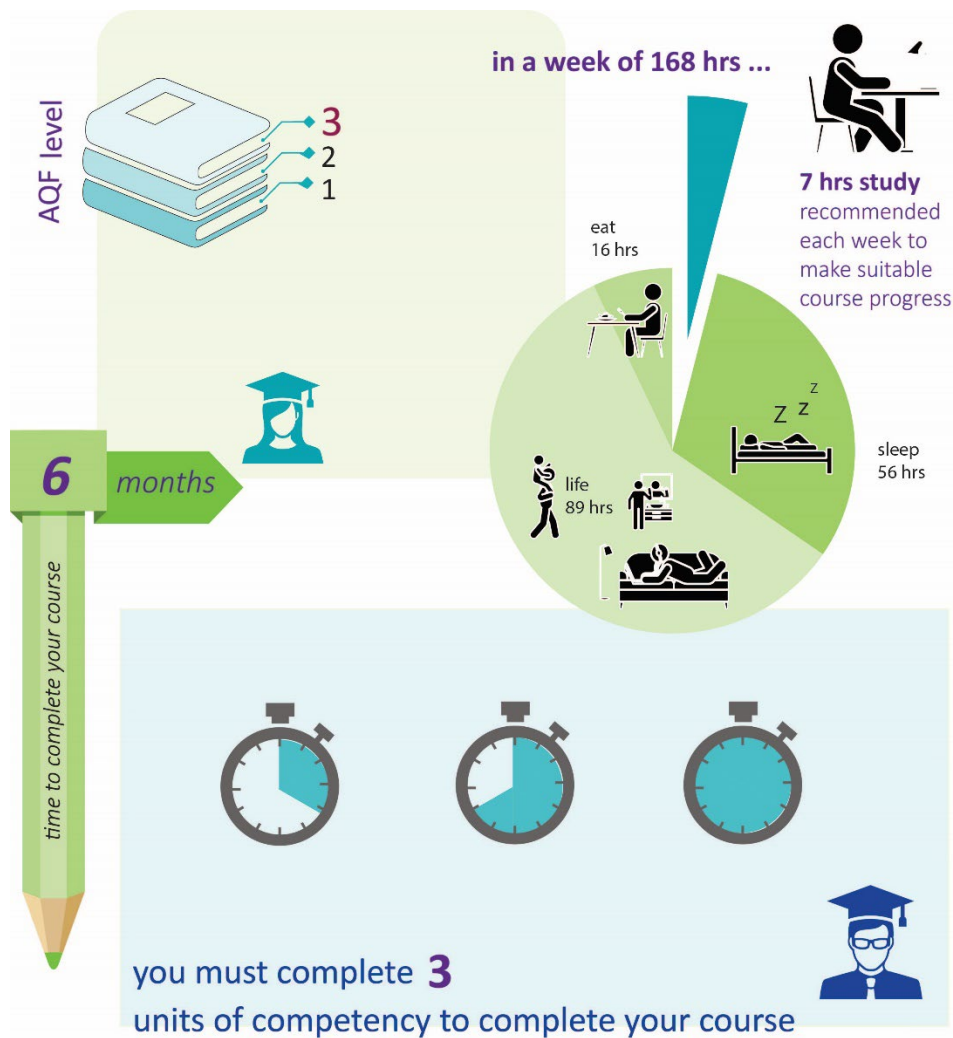 AQF level
3
2
1
in a week of 168 hrs ...
7 hrs study
recommended
each week to
make suitable
course progress
eat
16 hrs
Z z z
sleep
56 hrs
life
89 hrs
6
months
time to complete your course
you must complete 3
units of competency to complete your course